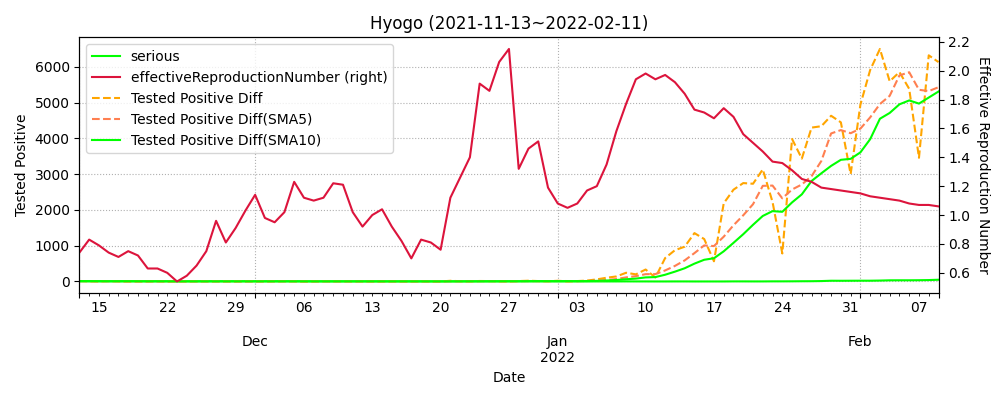 Hyogo (2021-11-13~2022-02-11)
serious
effectiveReproductionNumber (right)
Tested Positive Diff
Tested Positive Diff(SMA5)
Tested Positive Diff(SMA10)
Tested Positive
6000
5000
4000
3000
2000
1000
0
2.2
2.0
1.8
1.6
1.4
1.2
1.0
0.8
0.6
Effective Reproduction Number
15 22 29 06 13 20 27 03 10 17 24 31 07
Dec Jan Feb
2022
Date